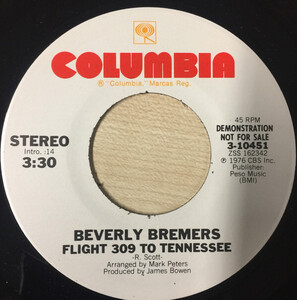 COLUMBIA
® "Columbia", Marcas Reg.
STEREO
Intro. :14
3:30
45 RPM
DEMONSTRATION
NOT FOR SALE
3-10451
ZSS 162342
℗ 1976 CBS Inc.
Publisher:
Peso Music
(BMI)
BEVERLY BREMERS
FLIGHT 309 TO TENNESSEE
-R. Scott-
Arranged by Mark Peters
Produced by James Bowen